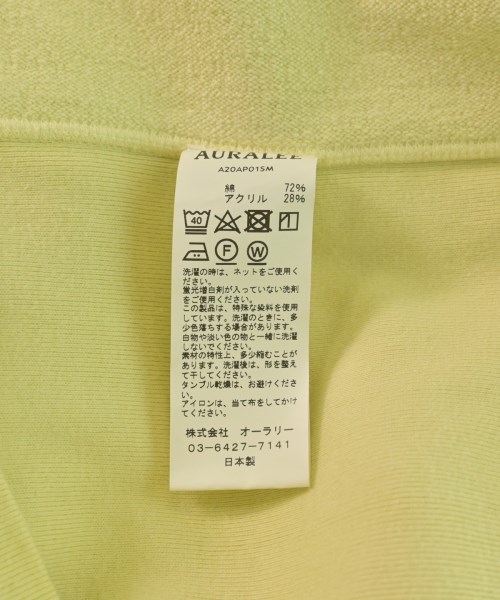 AURALEE
A20AP01SM
綿 72%
アクリル 28%
40
F W
洗濯の時は、ネットをご使用く
ださい。
蛍光増白剤が入っていない洗剤
をご使用ください。
この製品は、特殊な染料を使用
しています。洗濯のときに、多
少色落ちする場合があります。
白物や淡い色の物と一緒に洗濯
しないでください。
素材の特性上、多少縮むことが
あります。洗濯後は、形を整え
て干してください。
タンブル乾燥は、お避けくださ
い。
アイロンは、当て布をしてかけ
てください。
株式会社 オーラリー
03-6427-7141
日本製